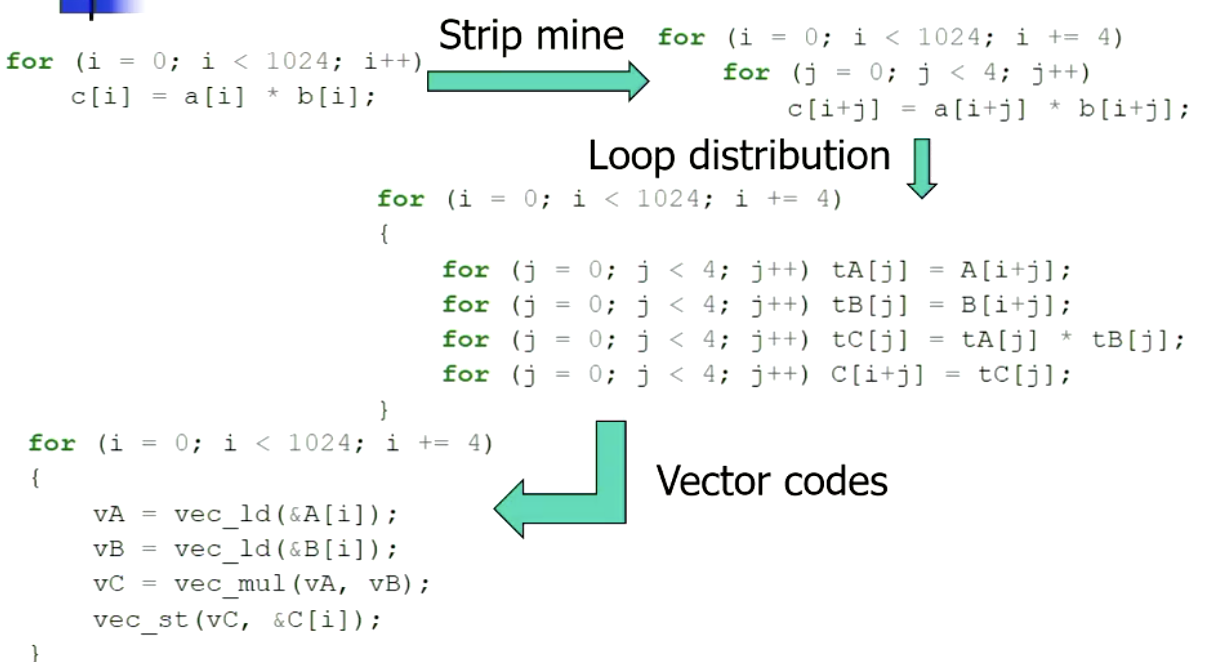 for (i = 0; i < 1024; i++)
    c[i] = a[i] * b[i];
Strip mine
for (i = 0; i < 1024; i += 4)
    for (j = 0; j < 4; j++)
        c[i+j] = a[i+j] * b[i+j];
Loop distribution
for (i = 0; i < 1024; i += 4)
{
    for (j = 0; j < 4; j++) tA[j] = A[i+j];
    for (j = 0; j < 4; j++) tB[j] = B[i+j];
    for (j = 0; j < 4; j++) tC[j] = tA[j] * tB[j];
    for (j = 0; j < 4; j++) C[i+j] = tC[j];
}
Vector codes
for (i = 0; i < 1024; i += 4)
{
    vA = vec_ld(&A[i]);
    vB = vec_ld(&B[i]);
    vC = vec_mul(vA, vB);
    vec_st(vC, &C[i]);
}